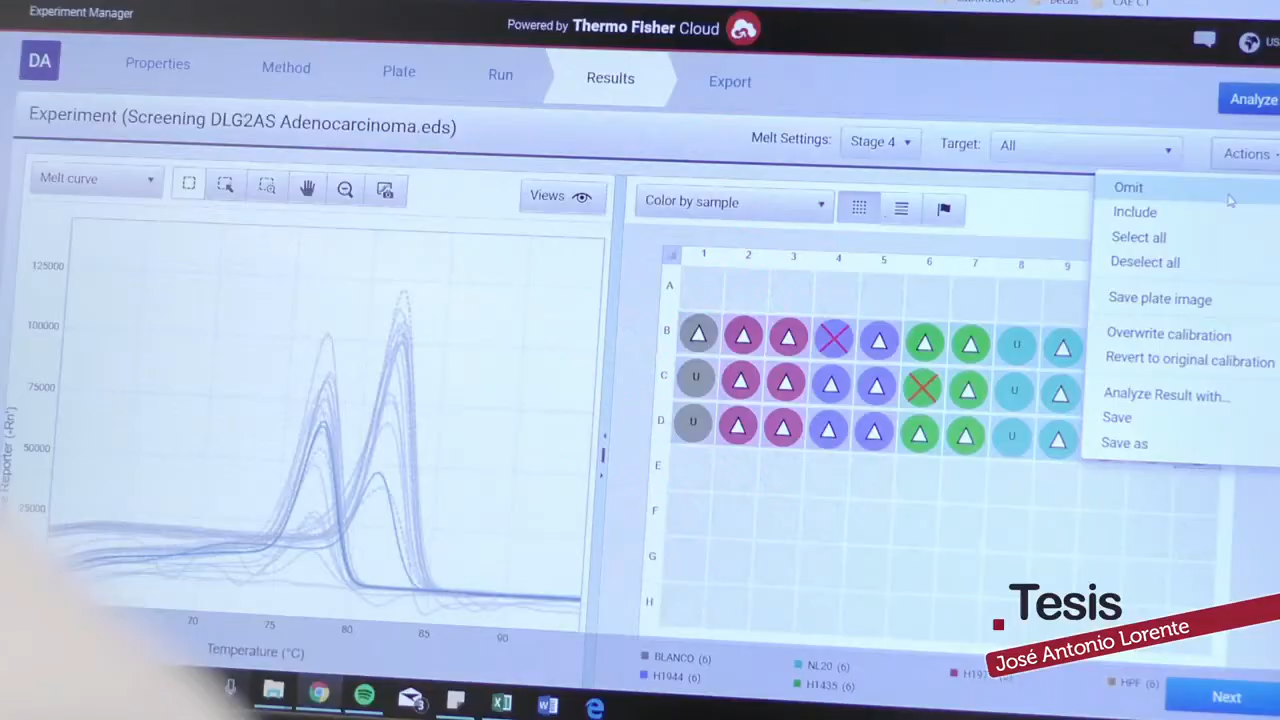 Experiment Manager
Powered by Thermo Fisher Cloud
US
DA
Properties
Method
Plate
Run
Results
Export
Analyze
Experiment (Screening DLG2AS Adenocarcinoma.eds)
Melt Settings:
Stage 4
Target:
All
Actions
Melt curve
Views
Color by sample
Omit
Include
Select all
Deselect all
Save plate image
Overwrite calibration
Revert to original calibration
Analyze Result with...
Save
Save as
1 2 3 4 5 6 7 8 9
A
B
U
C
U
U
D
U
U
E
F
G
H
125000
100000
75000
50000
25000
Reporter (-Rn')
70 75 80 85 90
Temperature (°C)
BLANCO (6)
NL20 (6)
H1944 (6)
H1435 (6)
HPF (6)
Next
3
Tesis
José Antonio Lorente